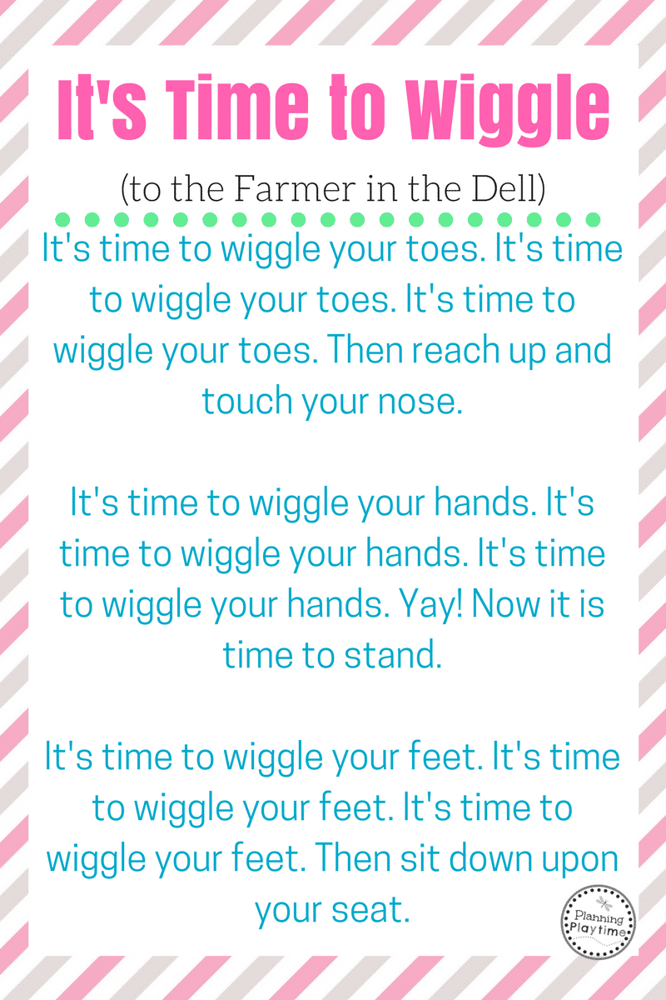 It's Time to Wiggle
(to the Farmer in the Dell)
It's time to wiggle your toes. It's time
to wiggle your toes. It's time to
wiggle your toes. Then reach up and
touch your nose.
It's time to wiggle your hands. It's
time to wiggle your hands. It's time
to wiggle your hands. Yay! Now it is
time to stand.
It's time to wiggle your feet. It's time
to wiggle your feet. It's time to
wiggle your feet. Then sit down upon
your seat.
Planning
Playtime